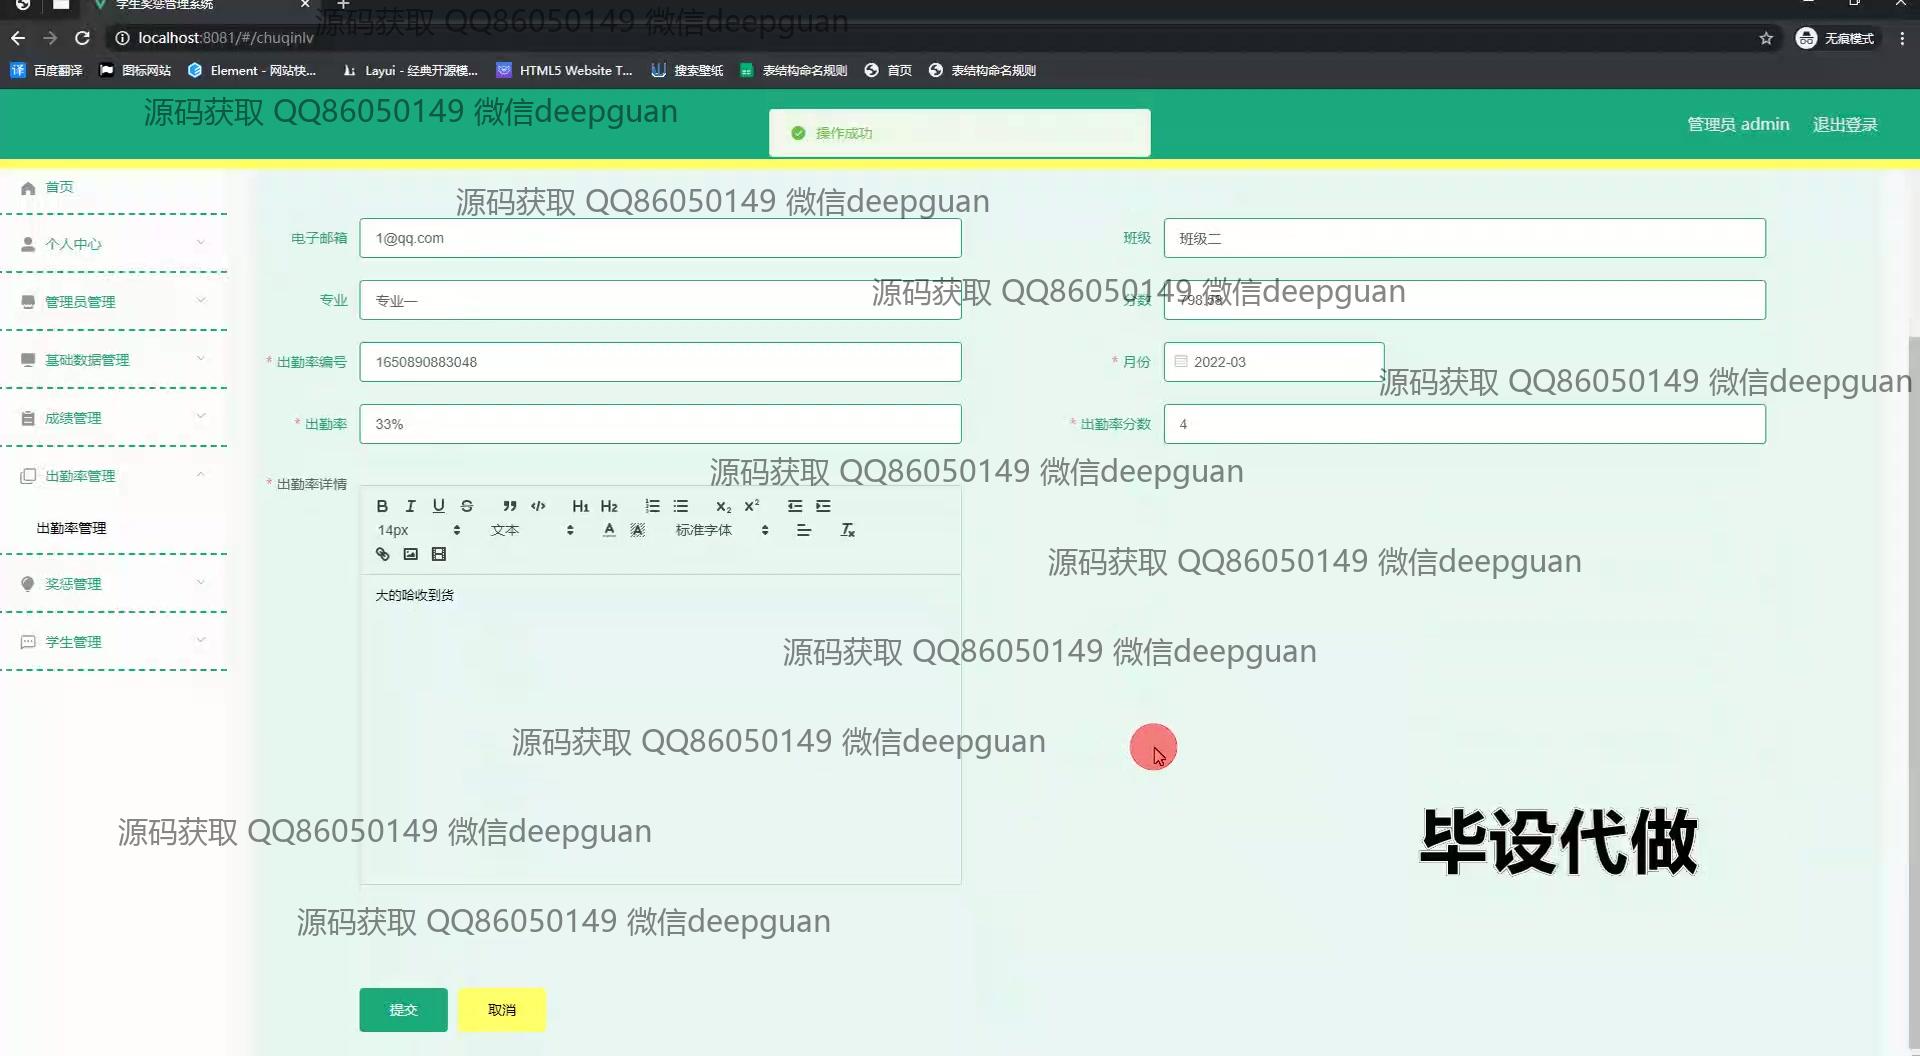 学生奖惩管理系统
源码获取 QQ86050149 微信deepguan
localhost:8081/#/chuqinlv
无痕模式
百度翻译
图标网站
Element - 网站快...
Layui - 经典开源模...
HTML5 Website T...
搜索壁纸
表结构命名规则
首页
表结构命名规则
源码获取 QQ86050149 微信deepguan
操作成功
管理员 admin
退出登录
首页
个人中心
管理员管理
基础数据管理
成绩管理
出勤率管理
出勤率管理
奖惩管理
学生管理
源码获取 QQ86050149 微信deepguan
电子邮箱 1@qq.com
班级 班级二
源码获取 QQ86050149 微信deepguan
专业 专业一
分数
* 出勤率编号 1650890883048
* 月份 2022-03
源码获取 QQ86050149 微信deepguan
* 出勤率 33%
* 出勤率分数 4
源码获取 QQ86050149 微信deepguan
* 出勤率详情
B I U S H1 H2 x2 x2
14px 文本 A A 标准字体
源码获取 QQ86050149 微信deepguan
大的哈收到货
源码获取 QQ86050149 微信deepguan
源码获取 QQ86050149 微信deepguan
毕设代做
源码获取 QQ86050149 微信deepguan
源码获取 QQ86050149 微信deepguan
提交
取消